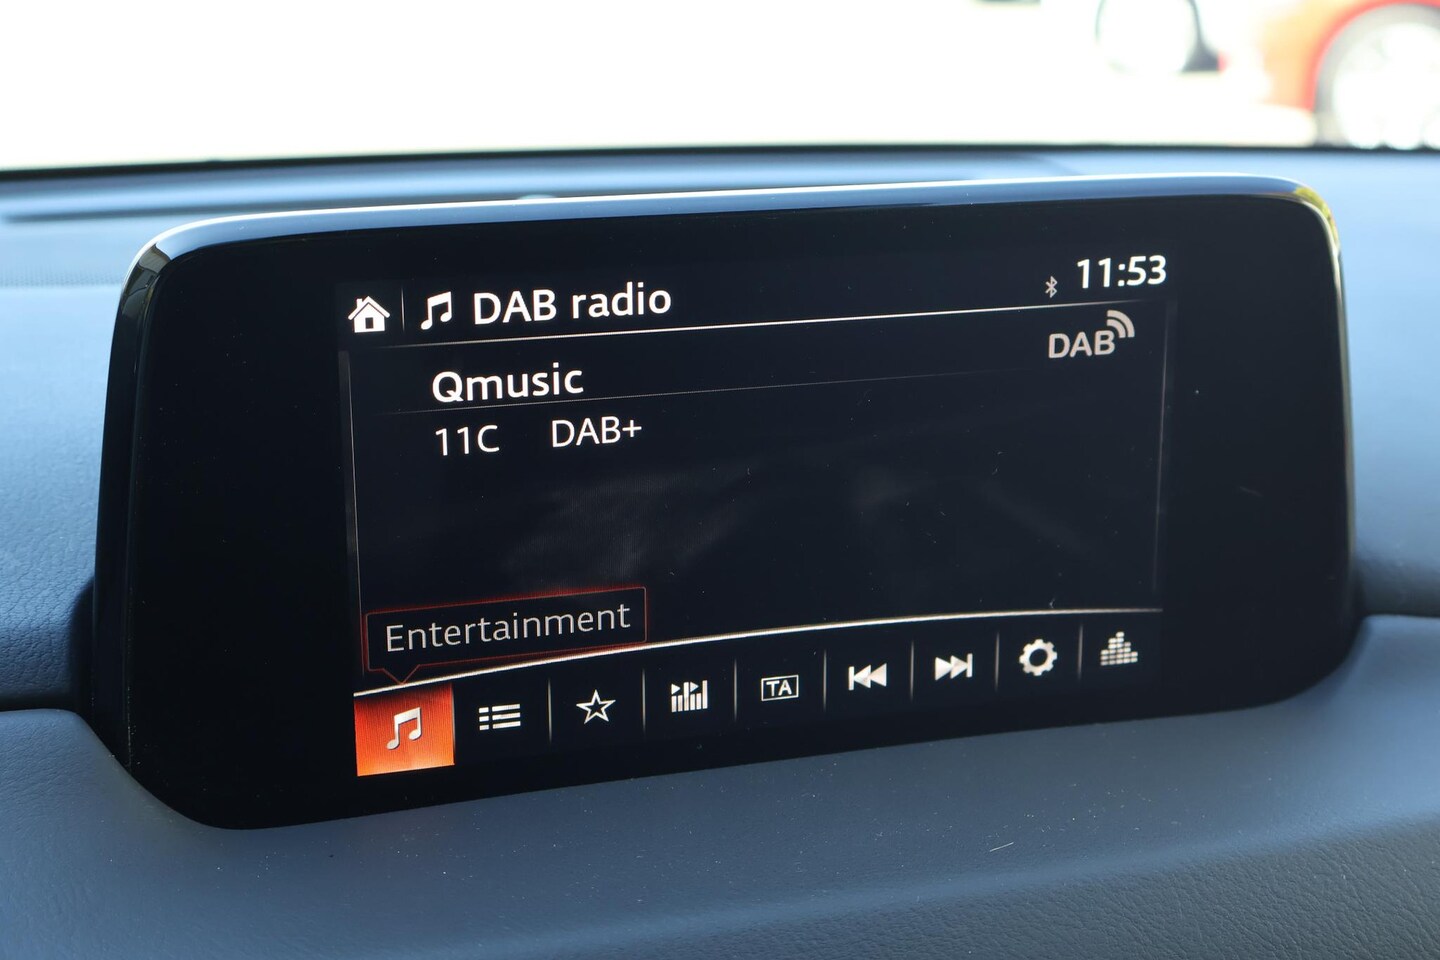 DAB radio
11:53
DAB
Qmusic
11C DAB+
Entertainment
TA